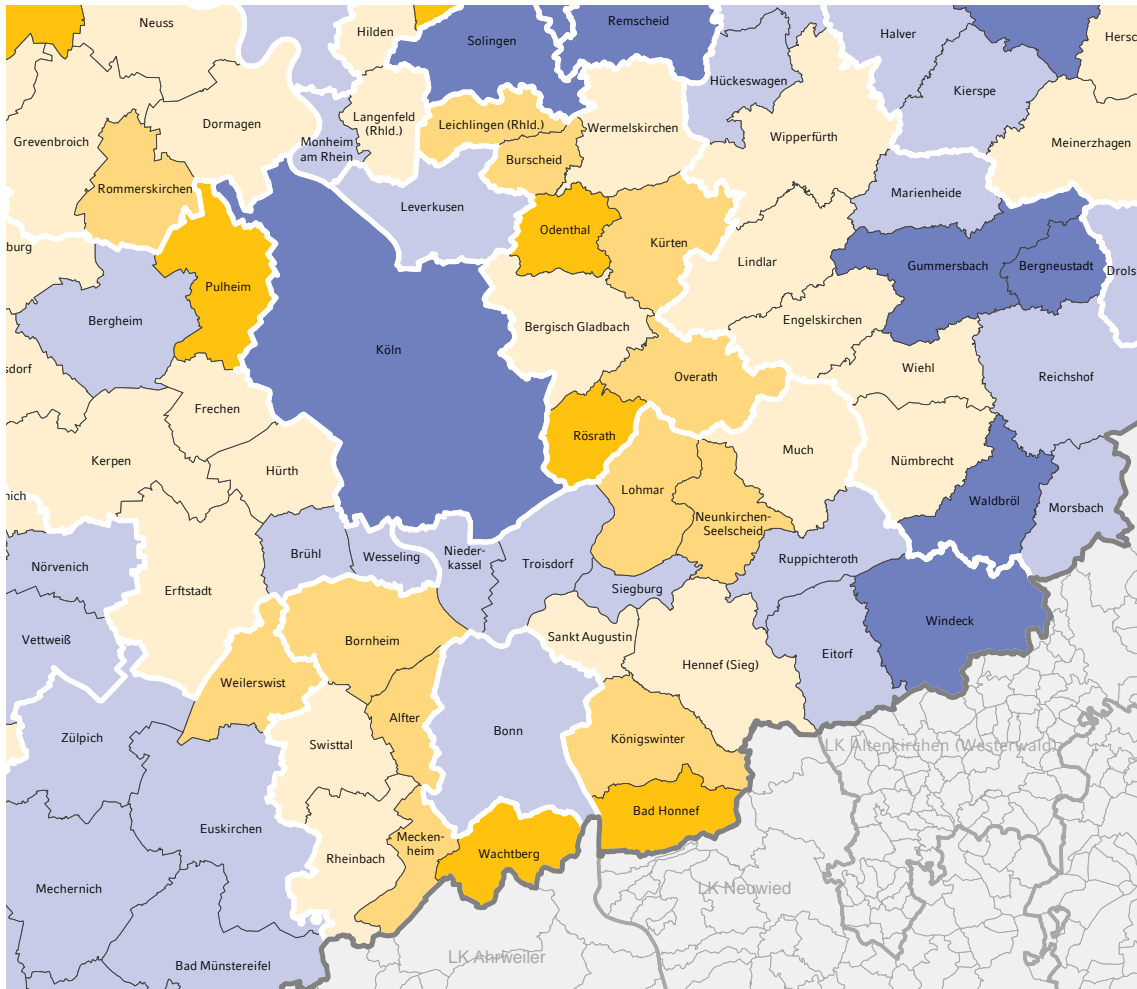 Neuss
Hilden
Solingen
Remscheid
Halver
Hersc
Hückeswagen
Kierspe
Grevenbroich
Dormagen
Langenfeld
(Rhld.)
Leichlingen (Rhld.)
Wermelskirchen
Wipperfürth
Meinerzhagen
Monheim
am Rhein
Burscheid
Rommerskirchen
Leverkusen
Marienheide
Odenthal
Kürten
burg
Lindlar
Gummersbach
Bergneustadt
Drols
Pulheim
Bergheim
Bergisch Gladbach
Engelskirchen
Köln
sdorf
Wiehl
Reichshof
Overath
Frechen
Rösrath
Much
Kerpen
Hürth
Nümbrecht
nich
Lohmar
Waldbröl
Morsbach
Neunkirchen-
Seelscheid
Nörvenich
Brühl
Wesseling
Nieder-
kassel
Troisdorf
Ruppichteroth
Erftstadt
Siegburg
Windeck
Vettweiß
Bornheim
Sankt Augustin
Hennef (Sieg)
Eitorf
Weilerswist
Alfter
Zülpich
Swisttal
Bonn
Königswinter
LK Altenkirchen (Westerwald)
Euskirchen
Mecken-
heim
Bad Honnef
Rheinbach
Wachtberg
Mechernich
LK Neuwied
Bad Münstereifel
LK Ahrweiler